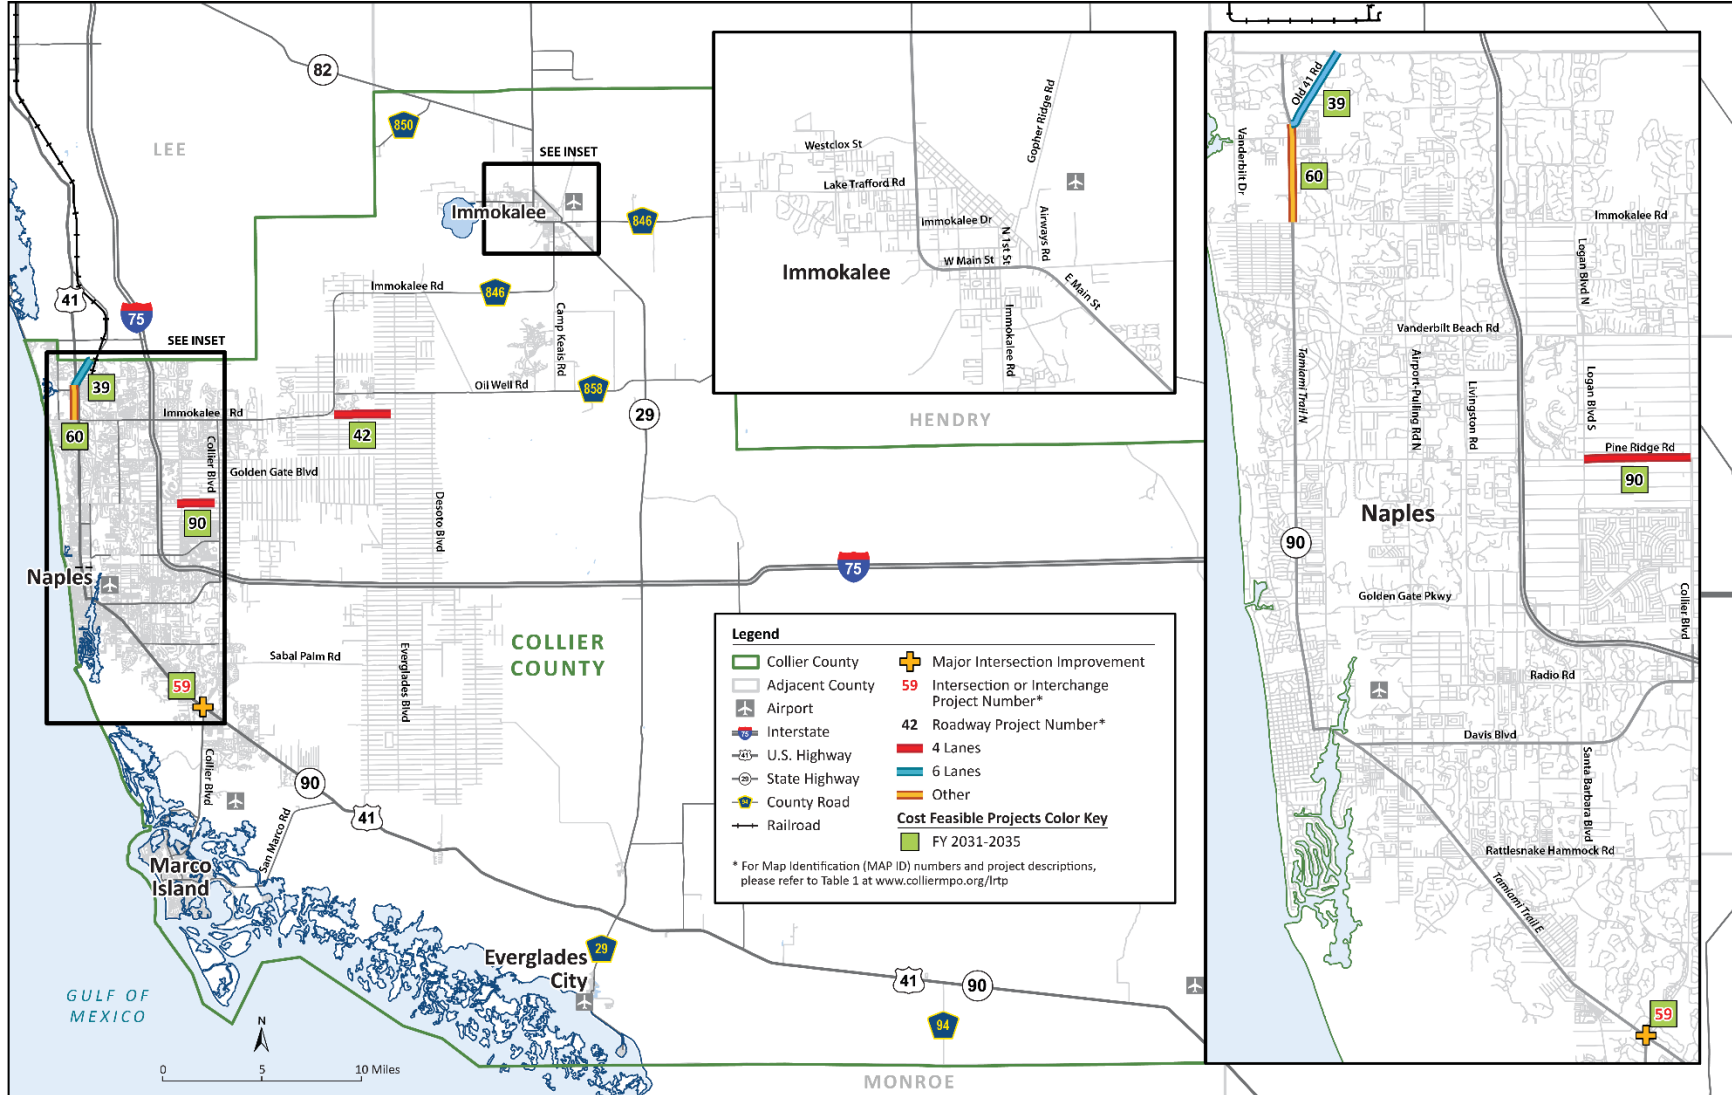 82
850
LEE
SEE INSET
Immokalee
846
41
75
Immokalee Rd
846
Camp Keais Rd
SEE INSET
39
Oil Well Rd
858
Immokalee Rd
42
29
60
Collier Blvd
Golden Gate Blvd
Desoto Blvd
90
HENDRY
Naples
75
COLLIER
COUNTY
Sabal Palm Rd
Everglades Blvd
59
Collier Blvd
90
41
San Marco Rd
Marco
Island
Everglades
City
29
41
90
94
GULF OF
MEXICO
N
0
5
10 Miles
MONROE
Westclox St
Lake Trafford Rd
Gopher Ridge Rd
Immokalee Dr
N 1st St
Airways Rd
W Main St
Immokalee
E Main St
Immokalee Rd
Legend
Collier County
Adjacent County
Airport
75
Interstate
41
U.S. Highway
29
State Highway
94
County Road
Railroad
Major Intersection Improvement
59
Intersection or Interchange
Project Number*
42
Roadway Project Number*
4 Lanes
6 Lanes
Other
Cost Feasible Projects Color Key
FY 2031-2035
* For Map Identification (MAP ID) numbers and project descriptions,
please refer to Table 1 at www.colliermpo.org/lrtp
Old 41 Rd
39
Vanderbilt Dr
60
Immokalee Rd
Logan Blvd N
Vanderbilt Beach Rd
Tamiami Trail N
Airport-Pulling Rd N
Livingston Rd
Logan Blvd S
Pine Ridge Rd
90
Naples
90
Golden Gate Pkwy
Collier Blvd
Radio Rd
Davis Blvd
Santa Barbara Blvd
Rattlesnake Hammock Rd
Tamiami Trail E
59